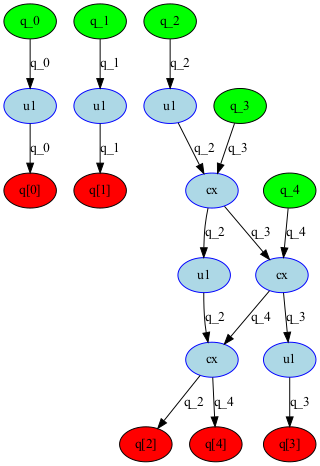 q_0 q_1 q_2
q_0 q_1 q_2
u1 u1 u1 q_3
q_0 q_1 q_2 q_3
q[0] q[1] cx q_4
q_2 q_3 q_4
u1 cx
q_2 q_4 q_3
cx u1
q_2 q_4 q_3
q[2] q[4] q[3]